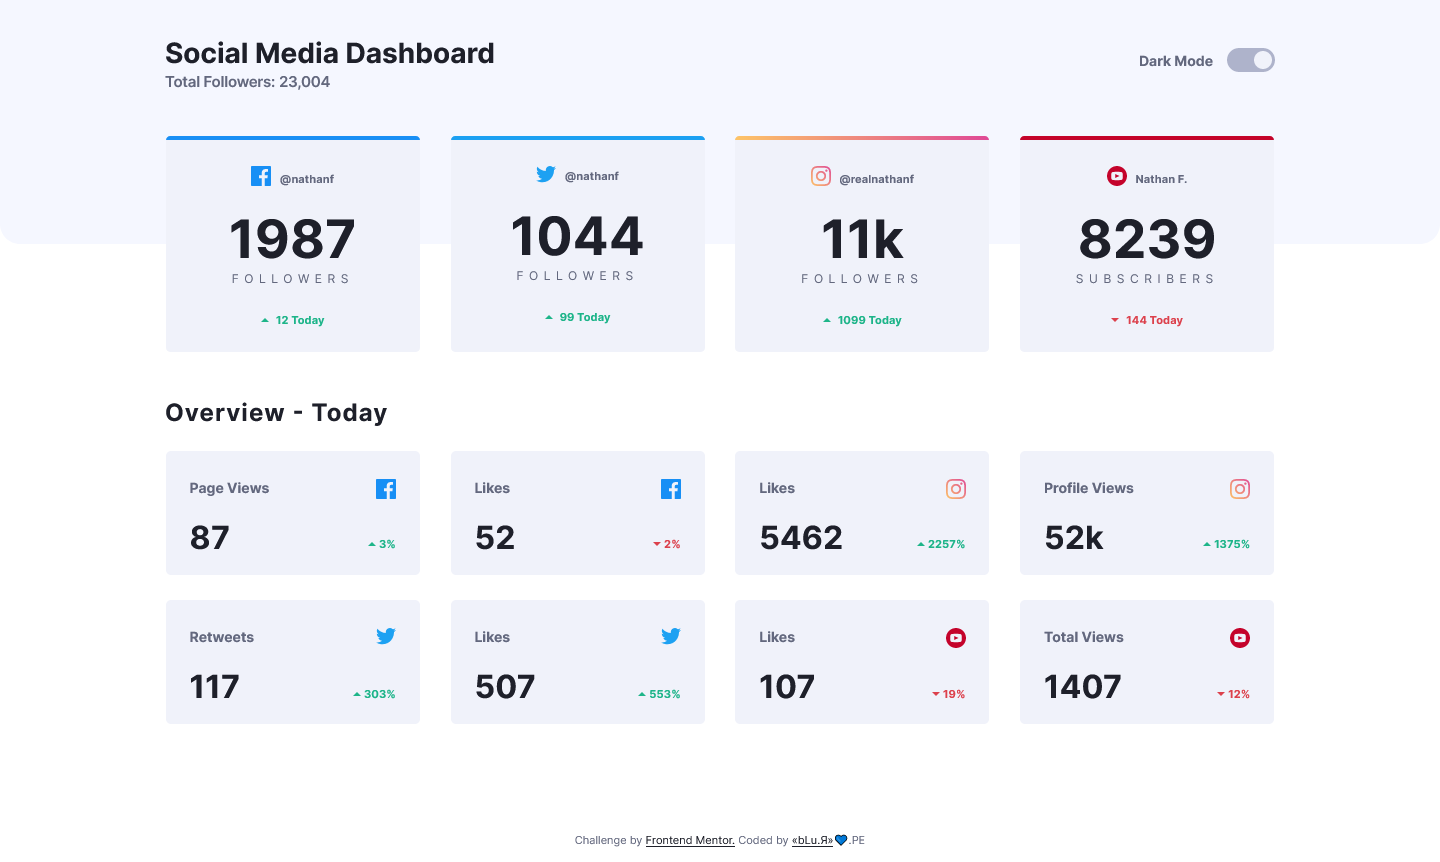 Social Media Dashboard
Total Followers: 23,004
Dark Mode
@nathanf
1987
FOLLOWERS
12 Today
@nathanf
1044
FOLLOWERS
99 Today
@realnathanf
11k
FOLLOWERS
1099 Today
Nathan F.
8239
SUBSCRIBERS
144 Today
Overview - Today
Page Views
87
3%
Likes
52
2%
Likes
5462
2257%
Profile Views
52k
1375%
Retweets
117
303%
Likes
507
553%
Likes
107
19%
Total Views
1407
12%
Challenge by Frontend Mentor. Coded by «bLu.Я»💙.PE